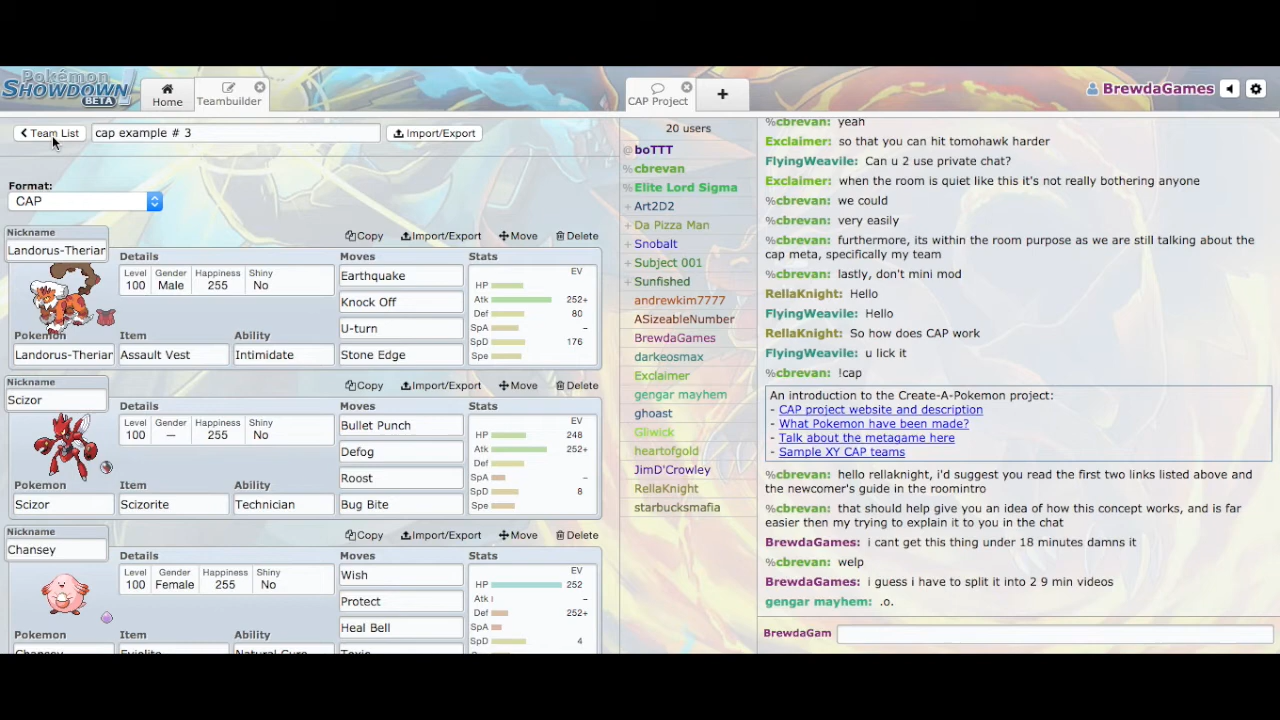 Pokémon
SHOWDOWN
BETA
Home
Teambuilder
CAP Project
+
BrewdaGames
Team List
cap example # 3
Import/Export
Format:
CAP
Nickname
Landorus-Therian
Copy
Import/Export
Move
Delete
Details
Moves
Stats
Level Gender Happiness Shiny
100 Male 255 No
Earthquake
Knock Off
U-turn
Stone Edge
EV
HP
Atk 252+
Def 80
SpA –
SpD 176
Spe
Pokemon Item Ability
Landorus-Therian Assault Vest Intimidate
Nickname
Scizor
Copy
Import/Export
Move
Delete
Details
Moves
Stats
Level Gender Happiness Shiny
100 — 255 No
Bullet Punch
Defog
Roost
Bug Bite
EV
HP 248
Atk 252+
Def
SpA –
SpD 8
Spe
Pokemon Item Ability
Scizor Scizorite Technician
Nickname
Chansey
Copy
Import/Export
Move
Delete
Details
Moves
Stats
Level Gender Happiness Shiny
100 Female 255 No
Wish
Protect
Heal Bell
Toxic
EV
HP 252
Atk –
Def 252+
SpA
SpD 4
Pokemon Item Ability
Chansey Eviolite Natural Cure
20 users
@boTTT
%cbrevan
%Elite Lord Sigma
+Art2D2
+Da Pizza Man
+Snobalt
+Subject 001
+Sunfished
andrewkim7777
ASizeableNumber
BrewdaGames
darkeosmax
Exclaimer
gengar mayhem
ghoast
Gliwick
heartofgold
JimD'Crowley
RellaKnight
starbucksmafia
%cbrevan: yeah
Exclaimer: so that you can hit tomohawk harder
FlyingWeavile: Can u 2 use private chat?
Exclaimer: when the room is quiet like this it's not really bothering anyone
%cbrevan: we could
%cbrevan: very easily
%cbrevan: furthermore, its within the room purpose as we are still talking about the
cap meta, specifically my team
%cbrevan: lastly, don't mini mod
RellaKnight: Hello
FlyingWeavile: Hello
RellaKnight: So how does CAP work
FlyingWeavile: u lick it
%cbrevan: !cap
An introduction to the Create-A-Pokemon project:
- CAP project website and description
- What Pokemon have been made?
- Talk about the metagame here
- Sample XY CAP teams
%cbrevan: hello rellaknight, i'd suggest you read the first two links listed above and
the newcomer's guide in the roomintro
%cbrevan: that should help give you an idea of how this concept works, and is far
easier then my trying to explain it to you in the chat
BrewdaGames: i cant get this thing under 18 minutes damns it
%cbrevan: welp
BrewdaGames: i guess i have to split it into 2 9 min videos
gengar mayhem: .o.
BrewdaGam